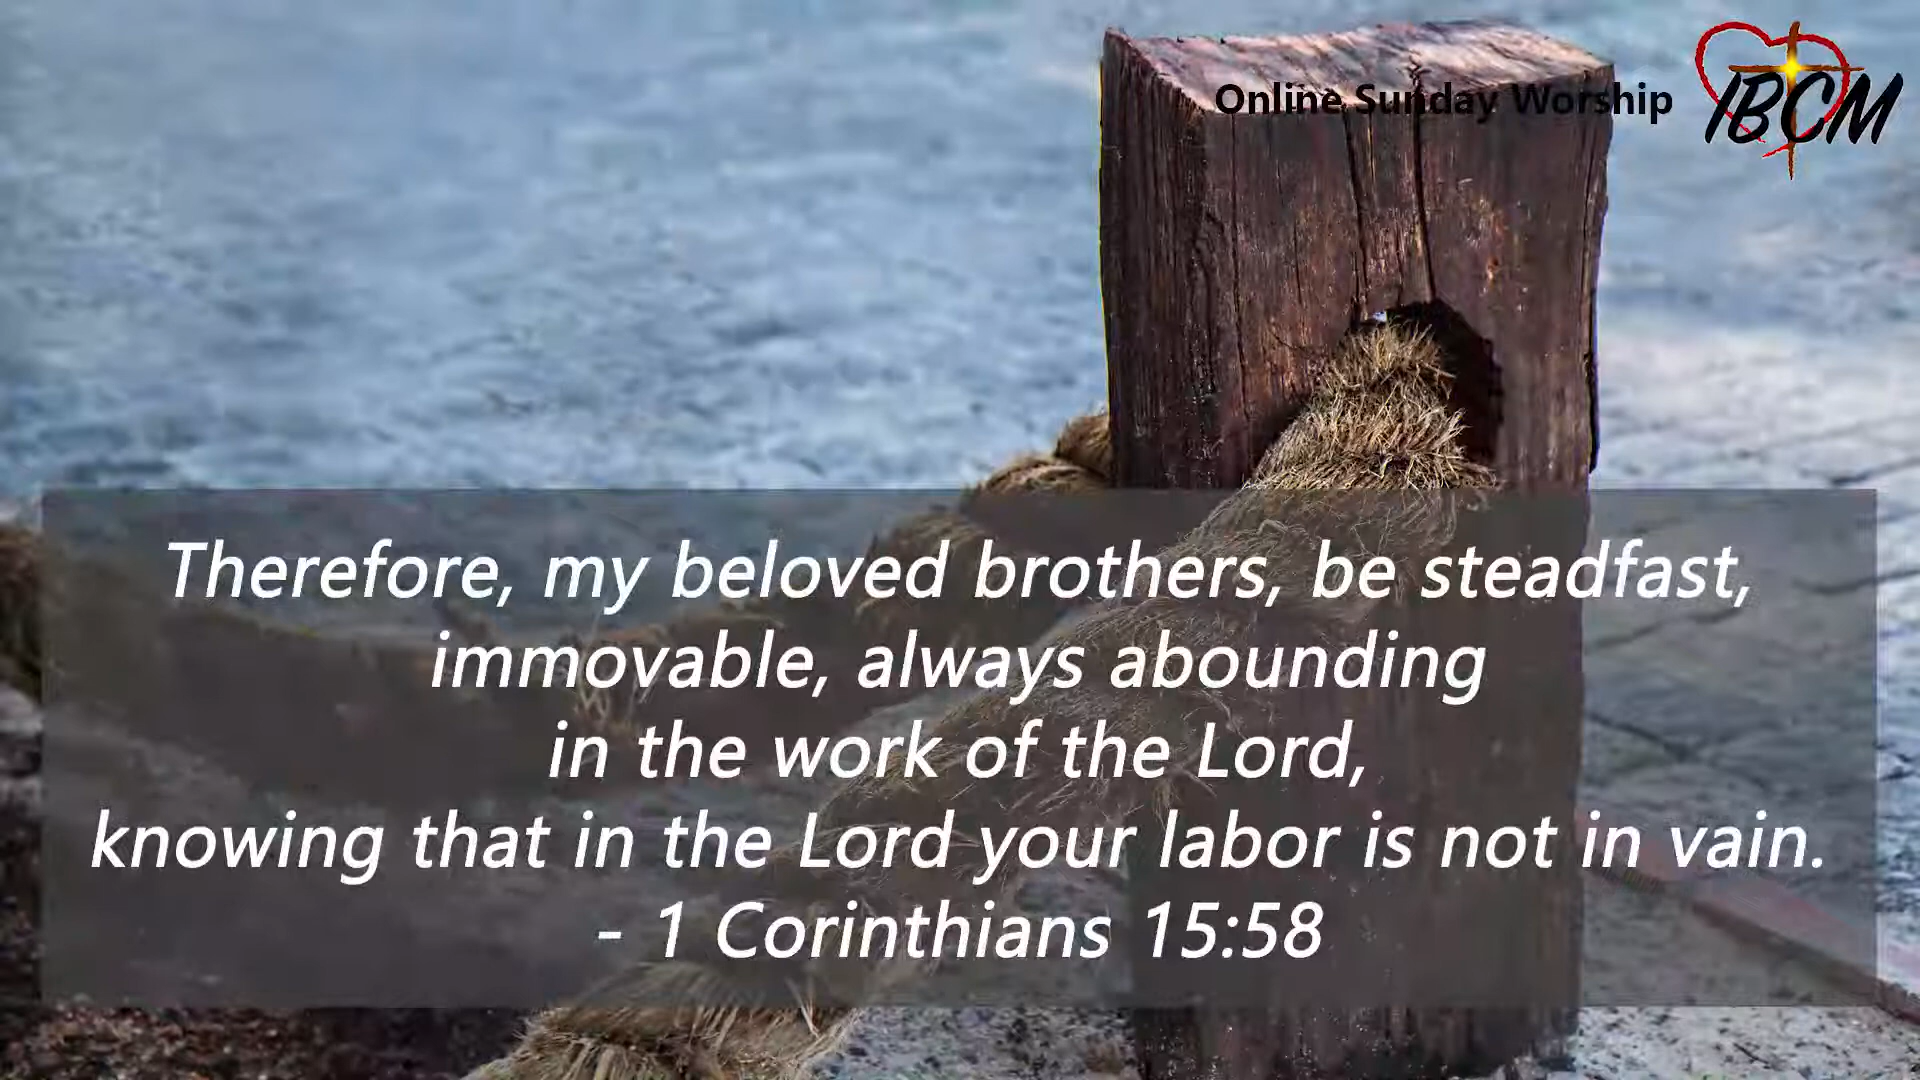 Online Sunday Worship
IBCM
Therefore, my beloved brothers, be steadfast,
immovable, always abounding
in the work of the Lord,
knowing that in the Lord your labor is not in vain.
- 1 Corinthians 15:58